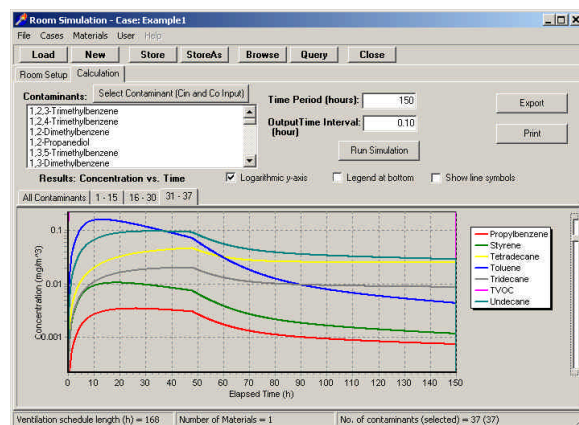 Room Simulation - Case: Example1
File Cases Materials User Help
Load New Store StoreAs Browse Query Close
Room Setup Calculation
Contaminants: Select Contaminant (Cin and Co Input)
1,2,3-Trimethylbenzene
1,2,4-Trimethylbenzene
1,2-Dimethylbenzene
1,2-Propanediol
1,3,5-Trimethylbenzene
1,3-Dimethylbenzene
Time Period (hours): 150
OutputTime Interval: 0.10
(hour)
Run Simulation
Export
Print
Results: Concentration vs. Time Logarithmic y-axis Legend at bottom Show line symbols
All Contaminants 1 - 15 16 - 30 31 - 37
Concentration (mg/m^3)
0.1
0.01
0.001
0 10 20 30 40 50 60 70 80 90 100 110 120 130 140 150
Elapsed Time (h)
Propylbenzene
Styrene
Tetradecane
Toluene
Tridecane
TVOC
Undecane
Ventilation schedule length (h) = 168 Number of Materials = 1 No. of contaminants (selected) = 37 (37)